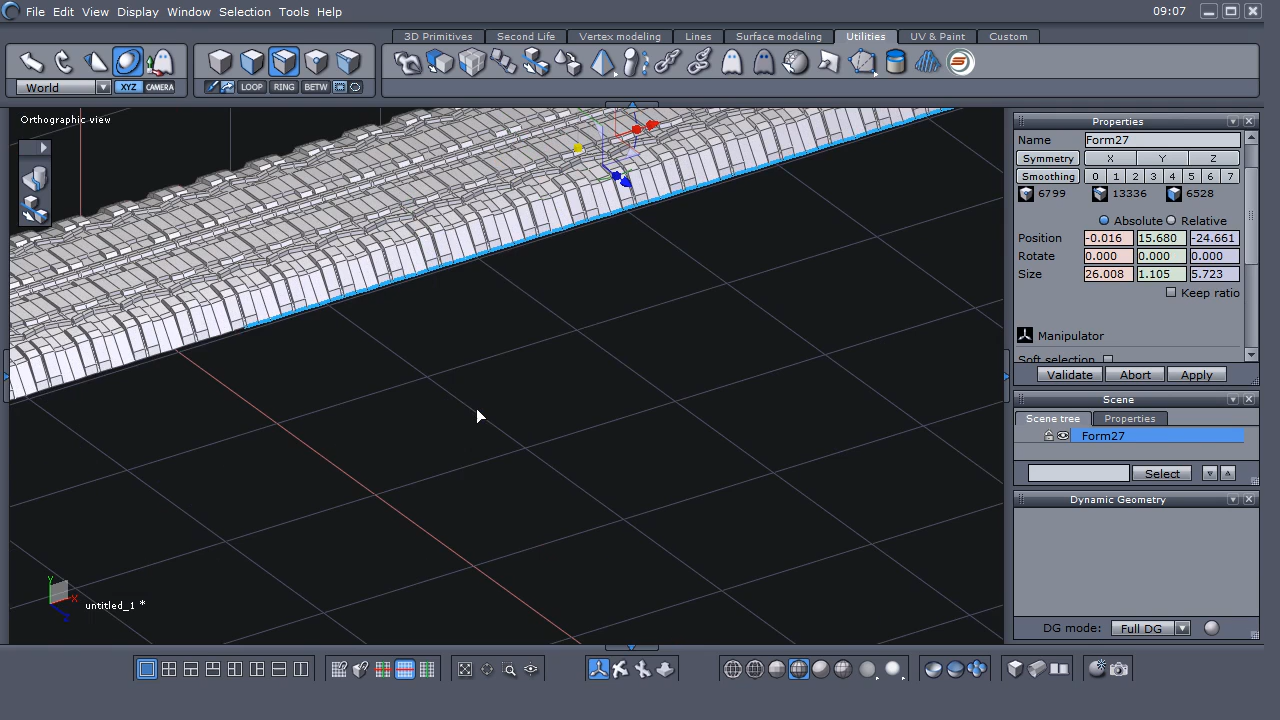 File Edit View Display Window Selection Tools Help 09:07
3D Primitives Second Life Vertex modeling Lines Surface modeling Utilities UV & Paint Custom
World XYZ CAMERA LOOP RING BETW
Orthographic view
Properties
Name Form27
Symmetry X Y Z
Smoothing 0 1 2 3 4 5 6 7
6799 13336 6528
Absolute Relative
Position -0.016 15.680 -24.661
Rotate 0.000 0.000 0.000
Size 26.008 1.105 5.723
Keep ratio
Manipulator
Soft selection
Validate Abort Apply
Scene
Scene tree Properties
Form27
Select
Dynamic Geometry
DG mode: Full DG
Y
X
Z
untitled_1 *